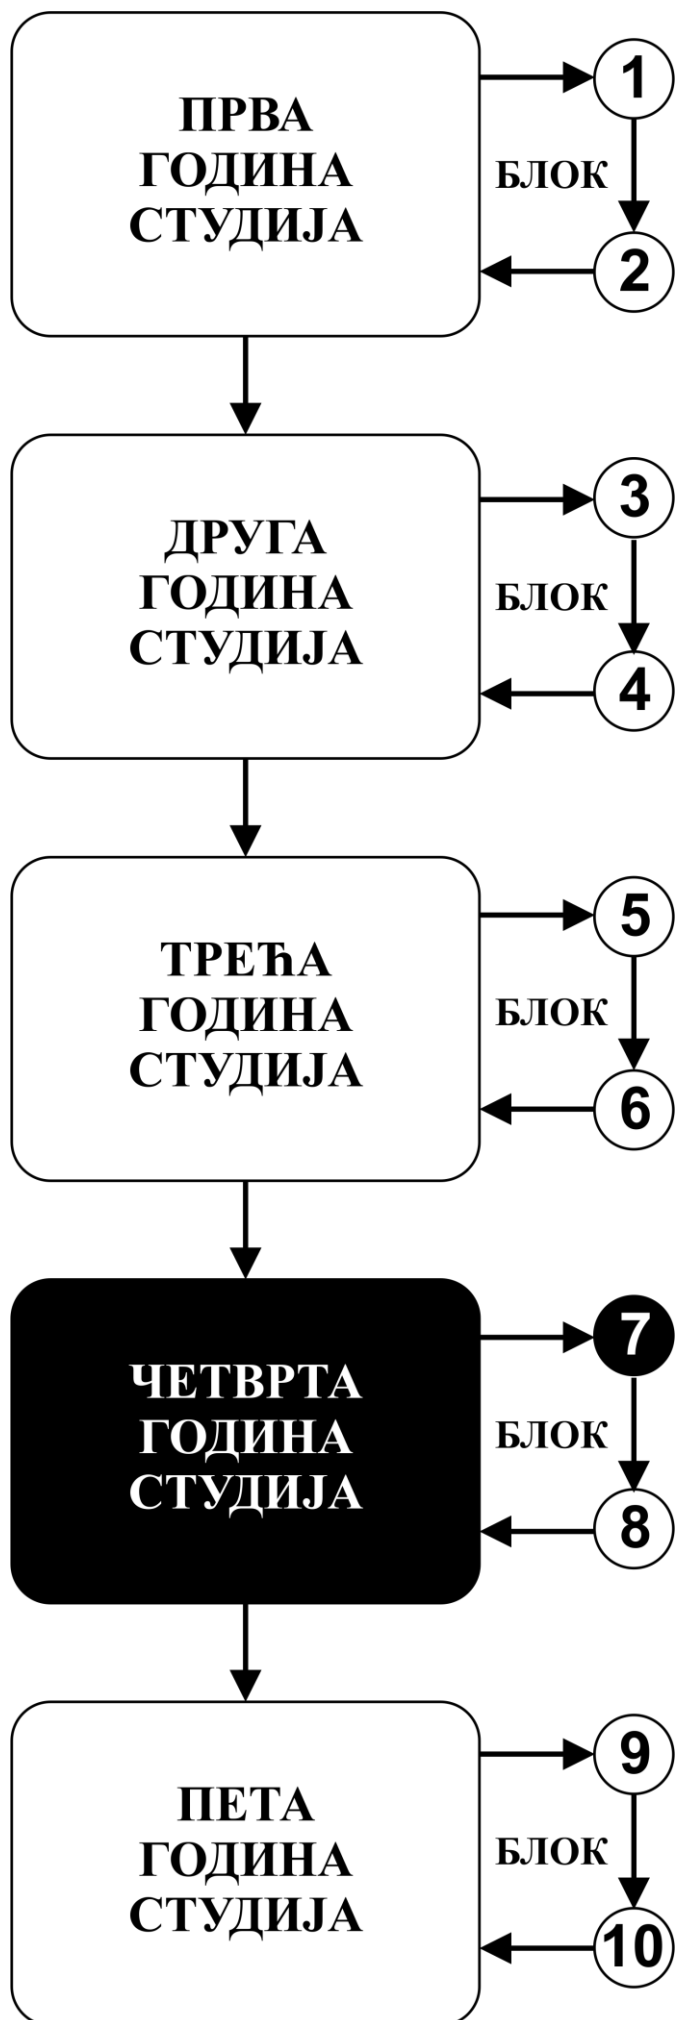 ПРВА
ГОДИНА
СТУДИЈА
1
БЛОК
2
ДРУГА
ГОДИНА
СТУДИЈА
3
БЛОК
4
ТРЕЋА
ГОДИНА
СТУДИЈА
5
БЛОК
6
ЧЕТВРТА
ГОДИНА
СТУДИЈА
7
БЛОК
8
ПЕТА
ГОДИНА
СТУДИЈА
9
БЛОК
10